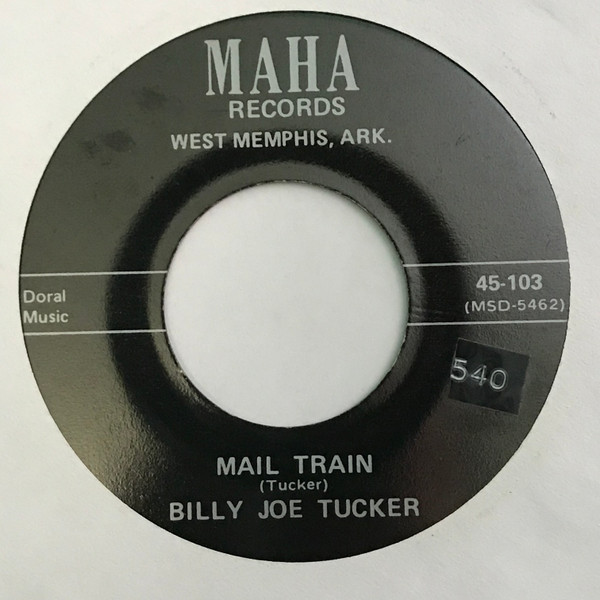 MAHA
RECORDS
WEST MEMPHIS, ARK.
Doral
Music
45-103
(MSD-5462)
540
MAIL TRAIN
(Tucker)
BILLY JOE TUCKER